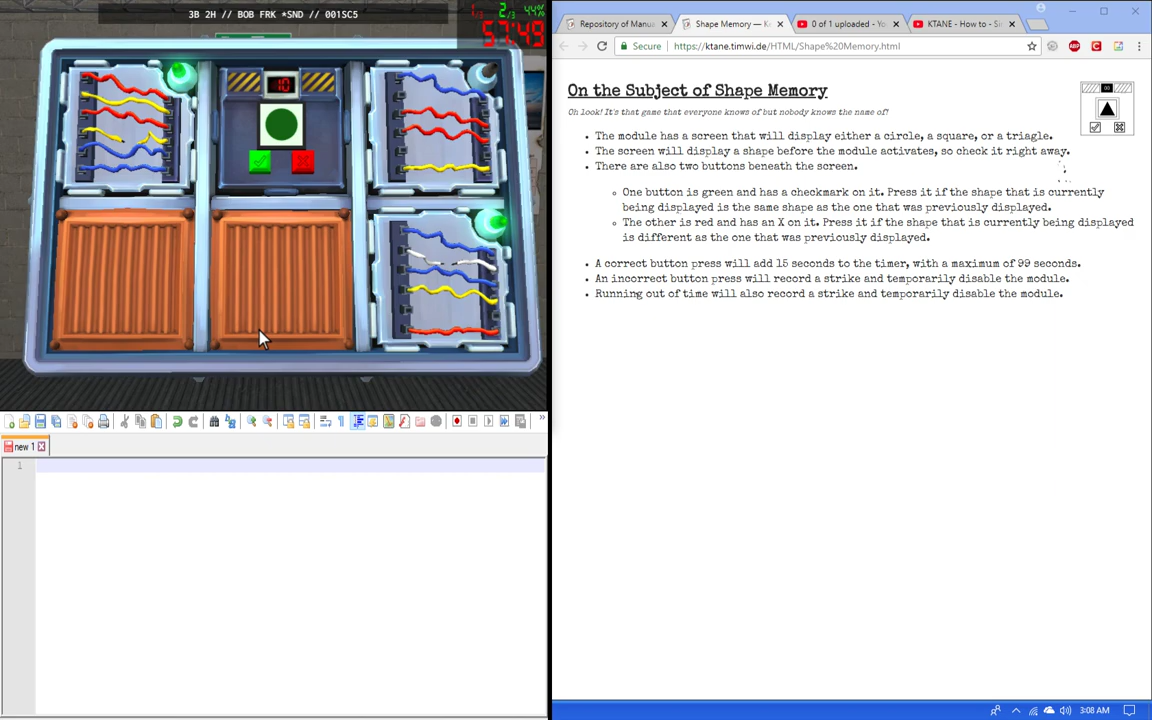 3B 2H // BOB FRK *SND // 001SC5
1/3 2/3 44%
57:49
10
new 1
1
Repository of Manua
Shape Memory — K
0 of 1 uploaded - Yo
KTANE - How to - Si
Secure
https://ktane.timwi.de/HTML/Shape%20Memory.html
On the Subject of Shape Memory
Oh look! It's that game that everyone knows of but nobody knows the name of!
The module has a screen that will display either a circle, a square, or a triagle.
The screen will display a shape before the module activates, so check it right away.
There are also two buttons beneath the screen.
One button is green and has a checkmark on it. Press it if the shape that is currently
being displayed is the same shape as the one that was previously displayed.
The other is red and has an X on it. Press it if the shape that is currently being displayed
is different as the one that was previously displayed.
A correct button press will add 15 seconds to the timer, with a maximum of 99 seconds.
An incorrect button press will record a strike and temporarily disable the module.
Running out of time will also record a strike and temporarily disable the module.
00
3:08 AM